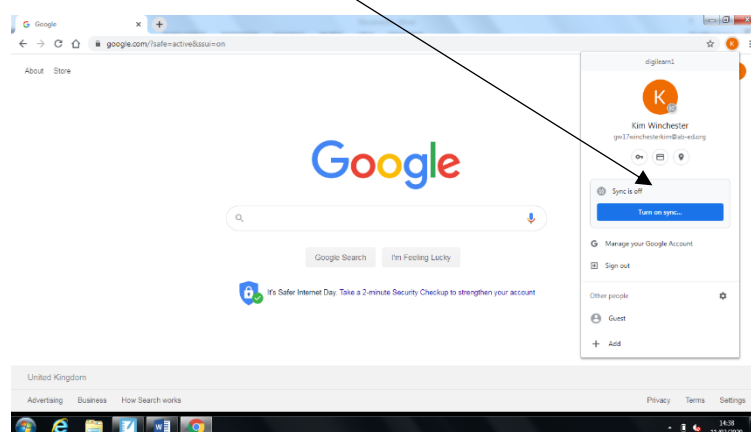 Google
google.com/?safe=active&ssui=on
K
About Store
digilearn1
K
Kim Winchester
Google
Sync is off
Turn on sync...
Manage your Google Account
Sign out
Google Search I'm Feeling Lucky
It's Safer Internet Day. Take a 2-minute Security Checkup to strengthen your account
Other people
Guest
Add
United Kingdom
Advertising Business How Search works
Privacy Terms Settings
14:38